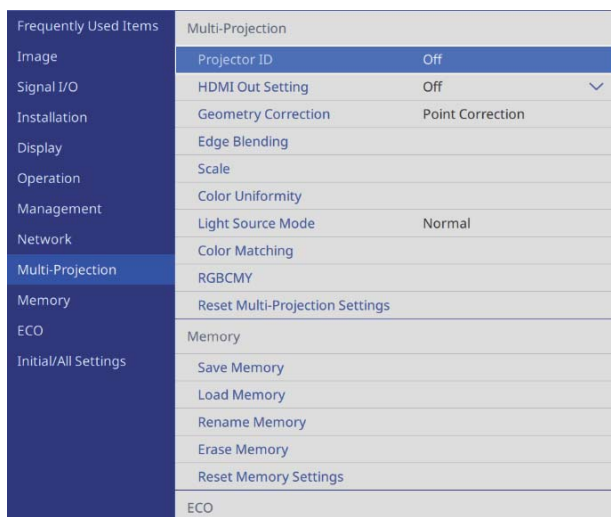 Frequently Used Items
Image
Signal I/O
Installation
Display
Operation
Management
Network
Multi-Projection
Memory
ECO
Initial/All Settings
Multi-Projection
Projector ID Off
HDMI Out Setting Off
Geometry Correction Point Correction
Edge Blending
Scale
Color Uniformity
Light Source Mode Normal
Color Matching
RGBCMY
Reset Multi-Projection Settings
Memory
Save Memory
Load Memory
Rename Memory
Erase Memory
Reset Memory Settings
ECO